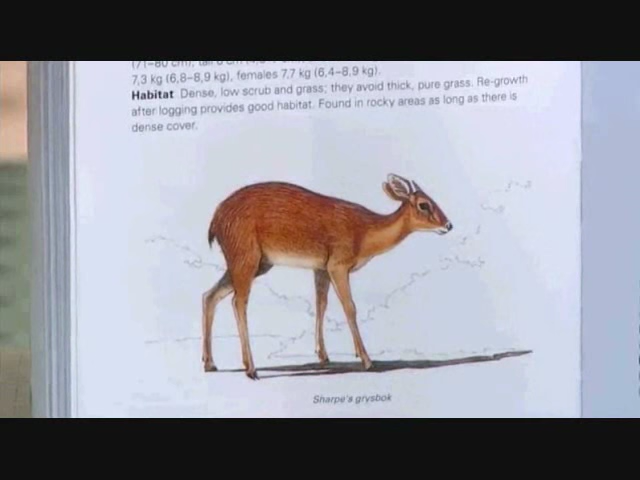 7,3 kg (6,8–8,9 kg), females 7,7 kg (6,4–8,9 kg).
Habitat Dense, low scrub and grass; they avoid thick, pure grass. Re-growth
after logging provides good habitat. Found in rocky areas as long as there is
dense cover.
Sharpe's grysbok